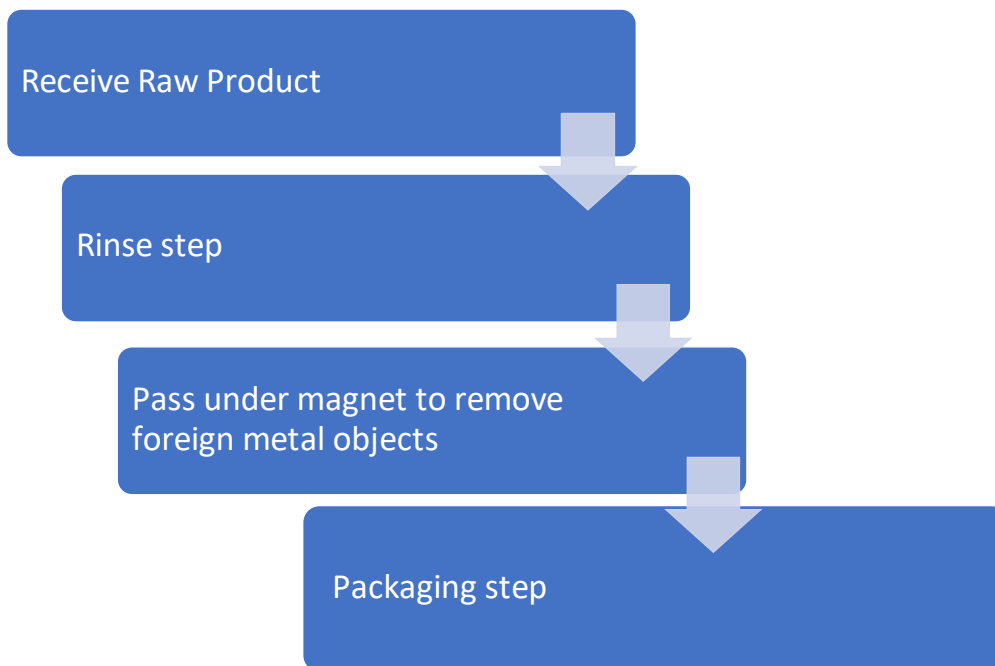 Receive Raw Product
Rinse step
Pass under magnet to remove
foreign metal objects
Packaging step